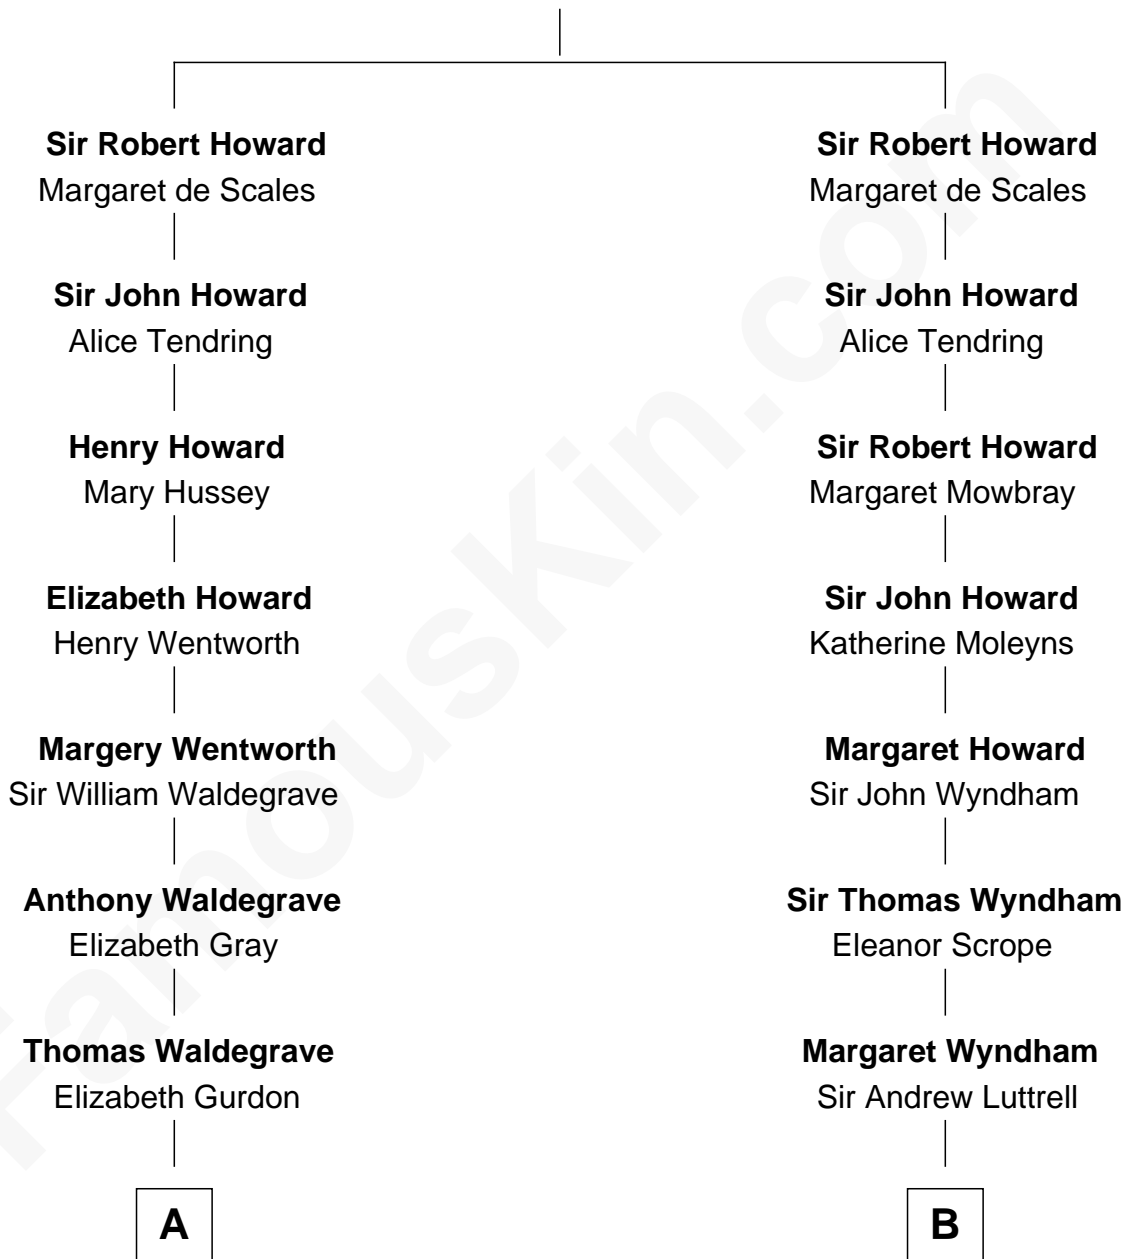 Sir Robert Howard
Margaret de Scales
Sir John Howard
Alice Tendring
Henry Howard
Mary Hussey
Elizabeth Howard
Henry Wentworth
Margery Wentworth
Sir William Waldegrave
Anthony Waldegrave
Elizabeth Gray
Thomas Waldegrave
Elizabeth Gurdon
A
Sir Robert Howard
Margaret de Scales
Sir John Howard
Alice Tendring
Sir Robert Howard
Margaret Mowbray
Sir John Howard
Katherine Moleyns
Margaret Howard
Sir John Wyndham
Sir Thomas Wyndham
Eleanor Scrope
Margaret Wyndham
Sir Andrew Luttrell
B
FamousKin.com